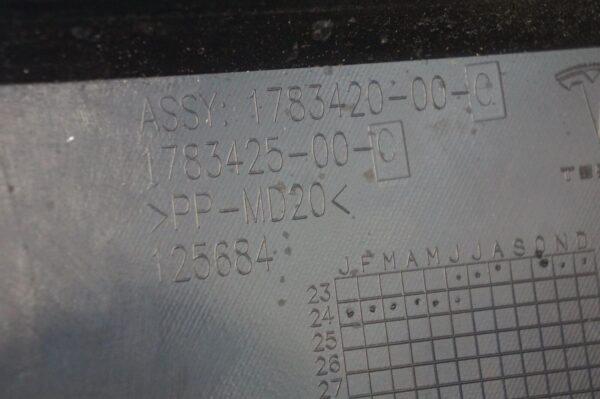 ASSY: 1783420-00-C
1783425-00-C
>PP-MD20<
125684
J F M A M J J A S O N D
23
24
25
26
27